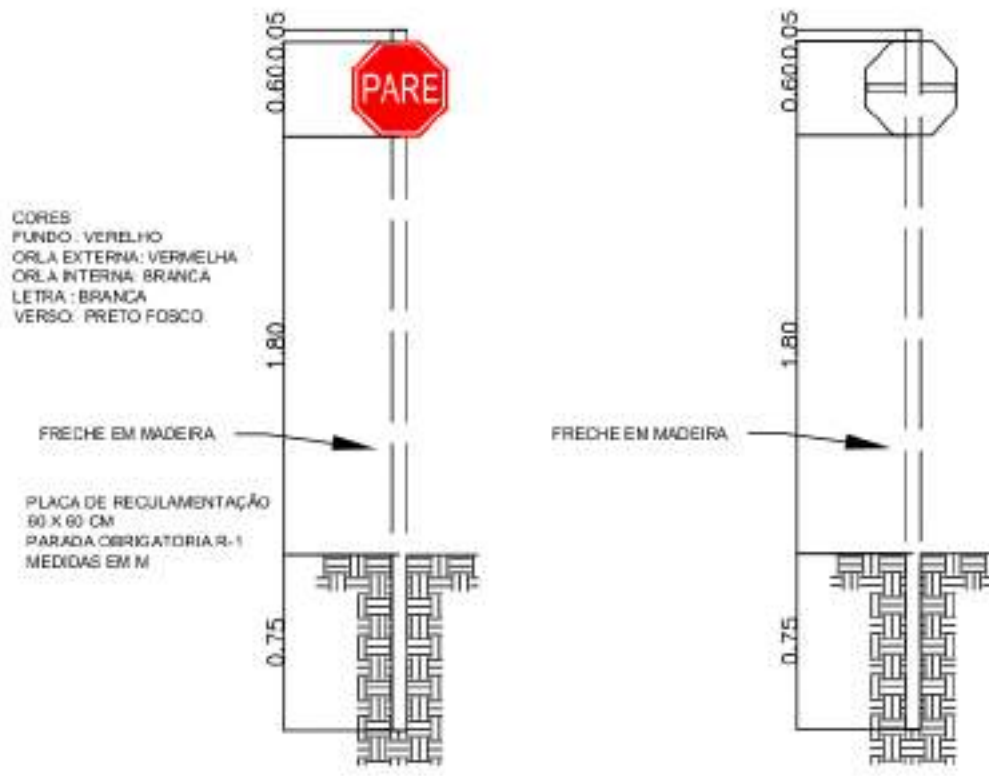 0.05
0.60
PARE
CORES
FUNDO : VERELHO
ORLA EXTERNA: VERMELHA
ORLA INTERNA: BRANCA
LETRA : BRANCA
VERSO: PRETO FOSCO
1.80
FRECHE EM MADEIRA
PLACA DE RECULAMENTAÇÃO
60 X 60 CM
PARADA OBRIGATORIA R-1
MEDIDAS EM M
0.75
0.05
0.60
1.80
FRECHE EM MADEIRA
0.75